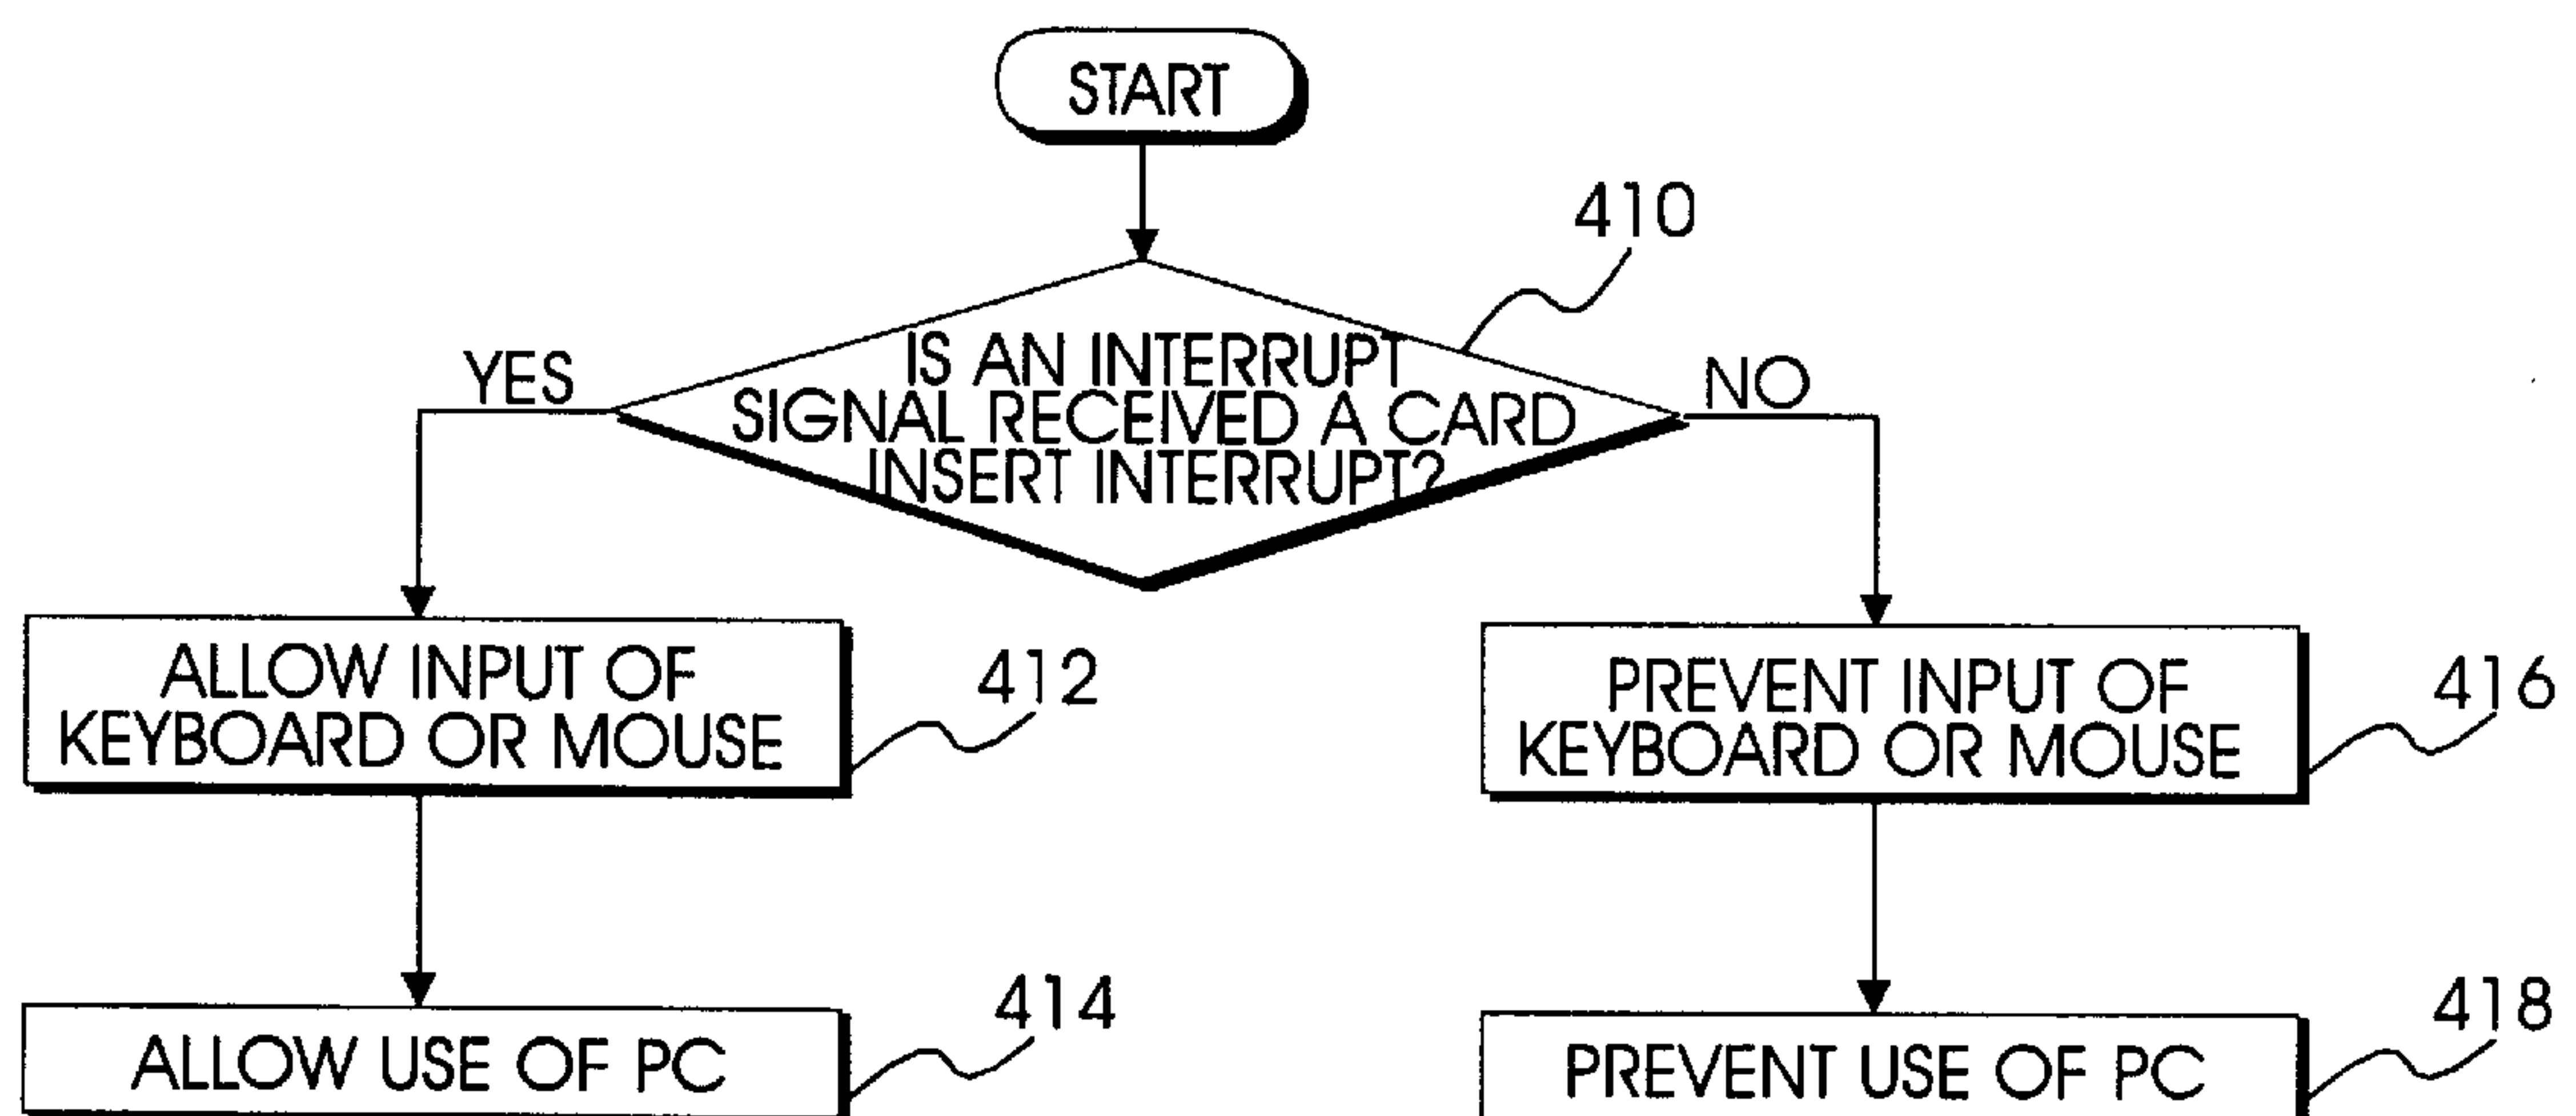 START
410
YES
IS AN INTERRUPT
SIGNAL RECEIVED A CARD
INSERT INTERRUPT?
NO
ALLOW INPUT OF
KEYBOARD OR MOUSE
412
PREVENT INPUT OF
KEYBOARD OR MOUSE
416
ALLOW USE OF PC
414
PREVENT USE OF PC
418